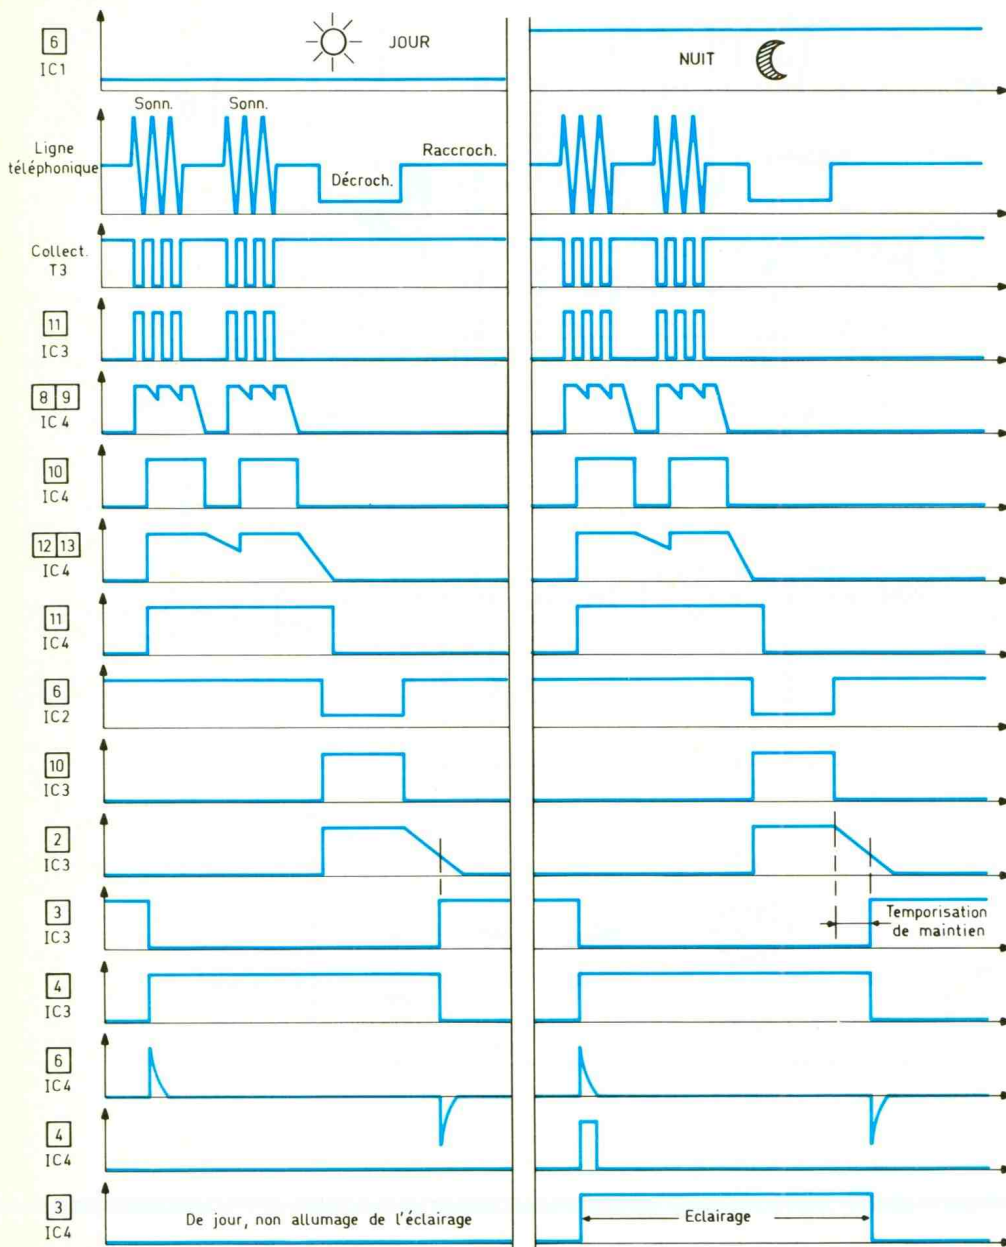 6
IC1
JOUR
NUIT
Sonn. Sonn.
Ligne
téléphonique
Raccroch.
Décroch.
Collect.
T3
11
IC3
8 9
IC4
10
IC4
12 13
IC4
11
IC4
6
IC2
10
IC3
2
IC3
3
IC3
Temporisation
de maintien
4
IC3
6
IC4
4
IC4
3
IC4
De jour, non allumage de l'éclairage
Eclairage